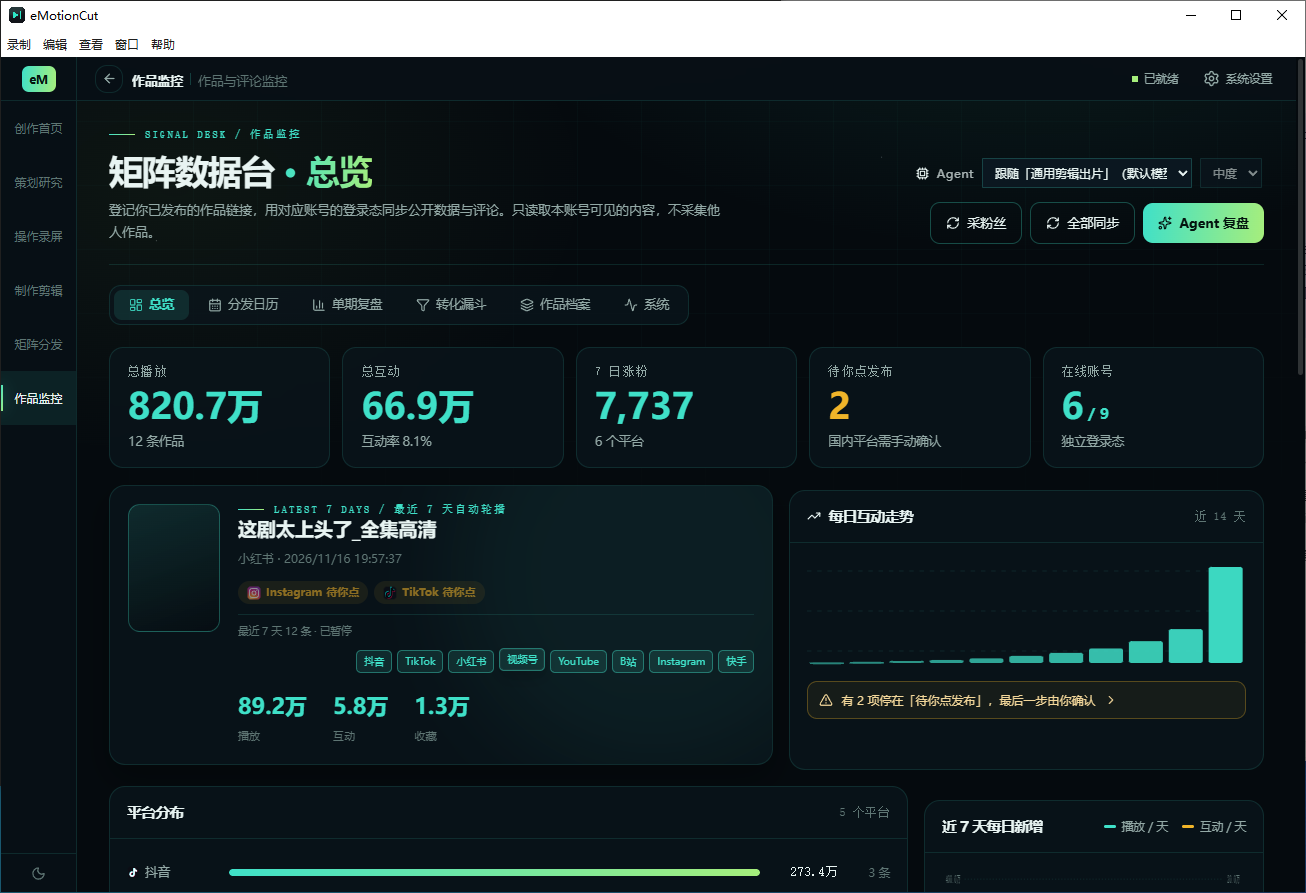 eMotionCut
录制 编辑 查看 窗口 帮助
eM
作品监控 作品与评论监控
已就绪 系统设置
创作首页
策划研究
操作录屏
制作剪辑
矩阵分发
作品监控
SIGNAL DESK / 作品监控
矩阵数据台·总览
登记你已发布的作品链接，用对应账号的登录态同步公开数据与评论。只读取本账号可见的内容，不采集他
人作品。
Agent 跟随「通用剪辑出片」（默认模 中度
采粉丝 全部同步 Agent 复盘
总览 分发日历 单期复盘 转化漏斗 作品档案 系统
总播放
820.7万
12 条作品
总互动
66.9万
互动率 8.1%
7 日涨粉
7,737
6 个平台
待你点发布
2
国内平台需手动确认
在线账号
6 / 9
独立登录态
LATEST 7 DAYS / 最近 7 天自动轮播
这剧太上头了_全集高清
小红书 · 2026/11/16 19:57:37
Instagram 待你点 TikTok 待你点
最近 7 天 12 条 · 已暂停
抖音 TikTok 小红书 视频号 YouTube B站 Instagram 快手
89.2万 5.8万 1.3万
播放 互动 收藏
每日互动走势 近 14 天
有 2 项停在「待你点发布」，最后一步由你确认
平台分布 5 个平台
抖音 273.4万 3 条
近 7 天每日新增 播放 / 天 互动 / 天